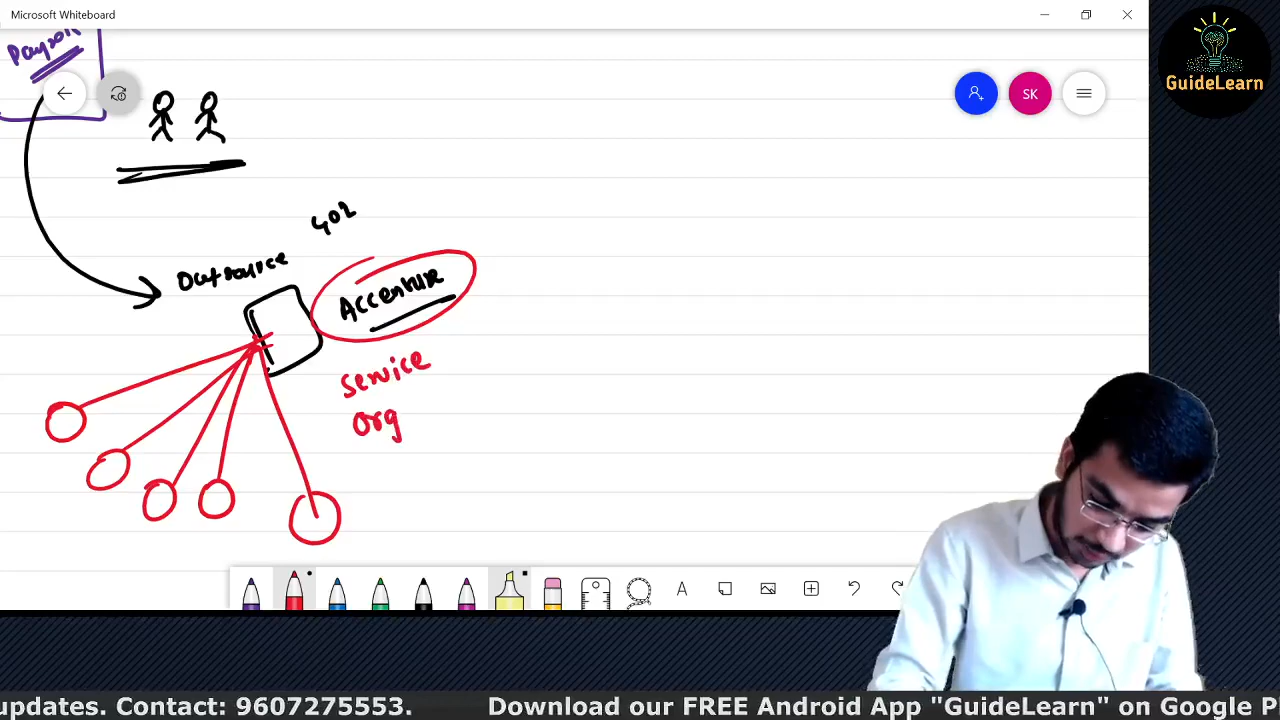 Microsoft Whiteboard
Payroll
SK
GuideLearn
402
Outsource
Accenture
Service
org
A
updates. Contact: 9607275553. Download our FREE Android App "GuideLearn" on Google P